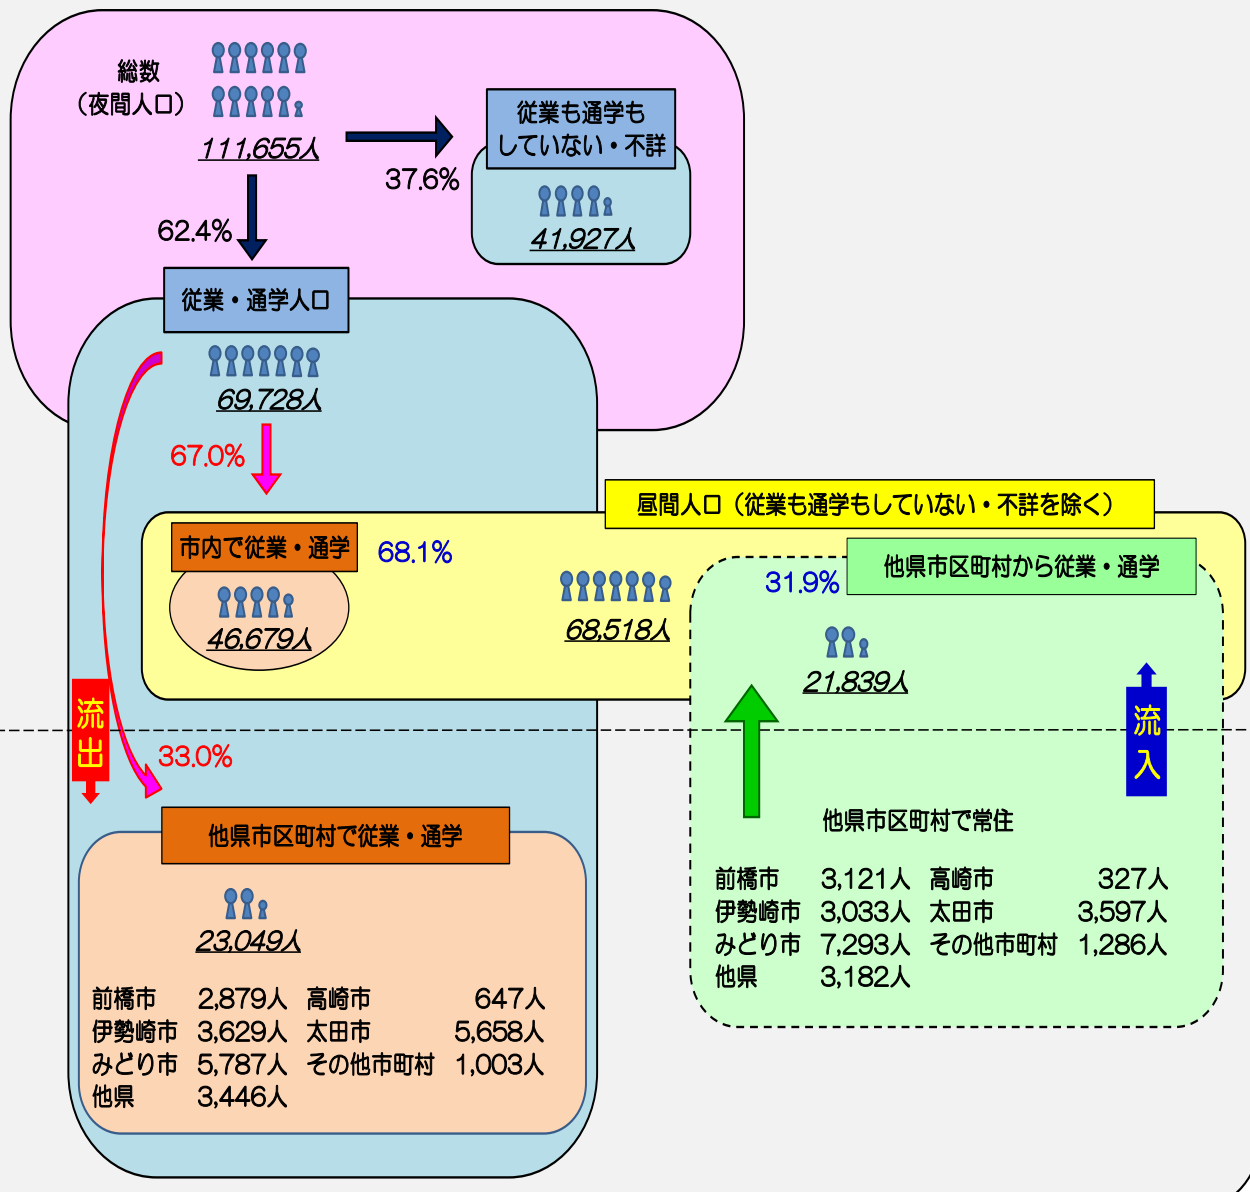 総数
（夜間人口）
111,655人
37.6%
従業も通学も
していない・不詳
41,927人
62.4%
従業・通学人口
69,728人
67.0%
昼間人口（従業も通学もしていない・不詳を除く）
市内で従業・通学
68.1%
46,679人
68,518人
31.9%
他県市区町村から従業・通学
21,839人
流出
33.0%
流入
他県市区町村で従業・通学
23,049人
前橋市 2,879人 高崎市 647人
伊勢崎市 3,629人 太田市 5,658人
みどり市 5,787人 その他市町村 1,003人
他県 3,446人
他県市区町村で常住
前橋市 3,121人 高崎市 327人
伊勢崎市 3,033人 太田市 3,597人
みどり市 7,293人 その他市町村 1,286人
他県 3,182人